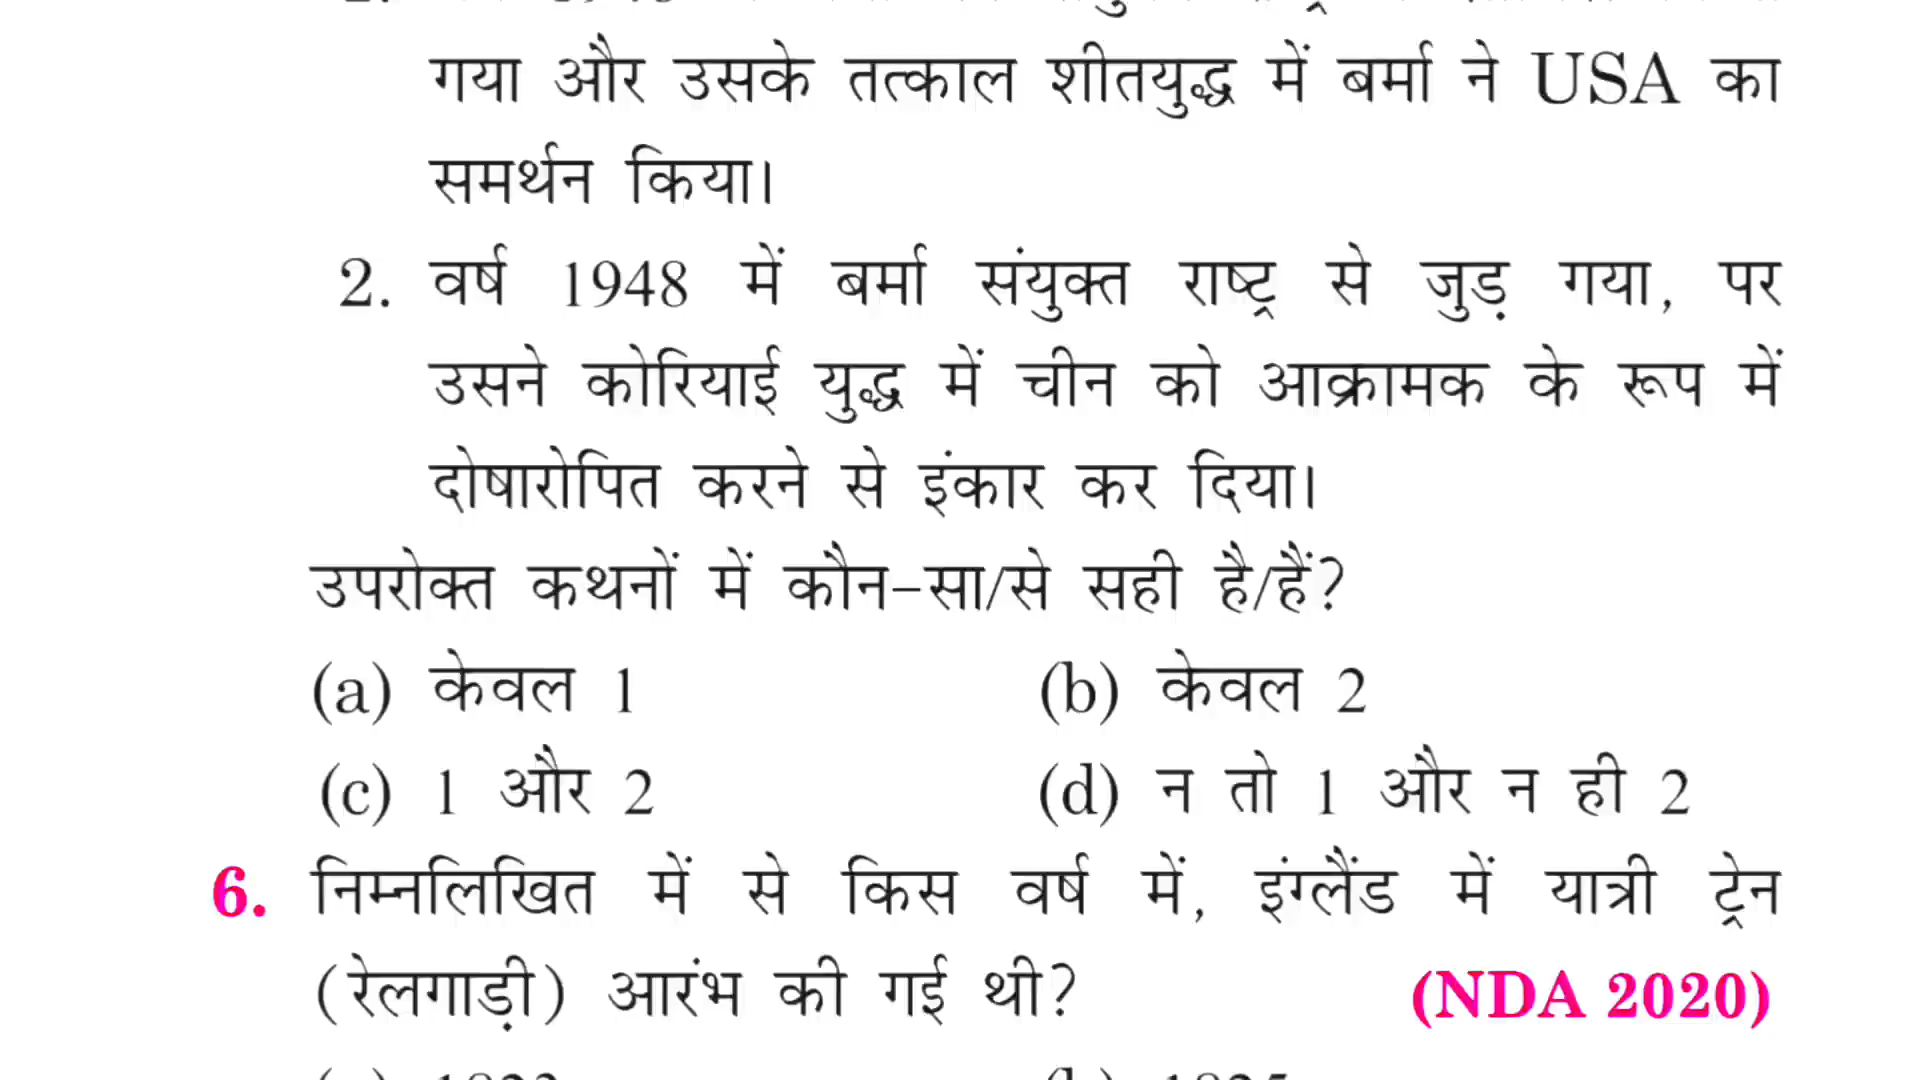 गया और उसके तत्काल शीतयुद्ध में बर्मा ने USA का
समर्थन किया।
2. वर्ष 1948 में बर्मा संयुक्त राष्ट्र से जुड़ गया, पर
उसने कोरियाई युद्ध में चीन को आक्रामक के रूप में
दोषारोपित करने से इंकार कर दिया।
उपरोक्त कथनों में कौन-सा/से सही है/हैं?
(a) केवल 1 (b) केवल 2
(c) 1 और 2 (d) न तो 1 और न ही 2
6. निम्नलिखित में से किस वर्ष में, इंग्लैंड में यात्री ट्रेन
(रेलगाड़ी) आरंभ की गई थी? (NDA 2020)